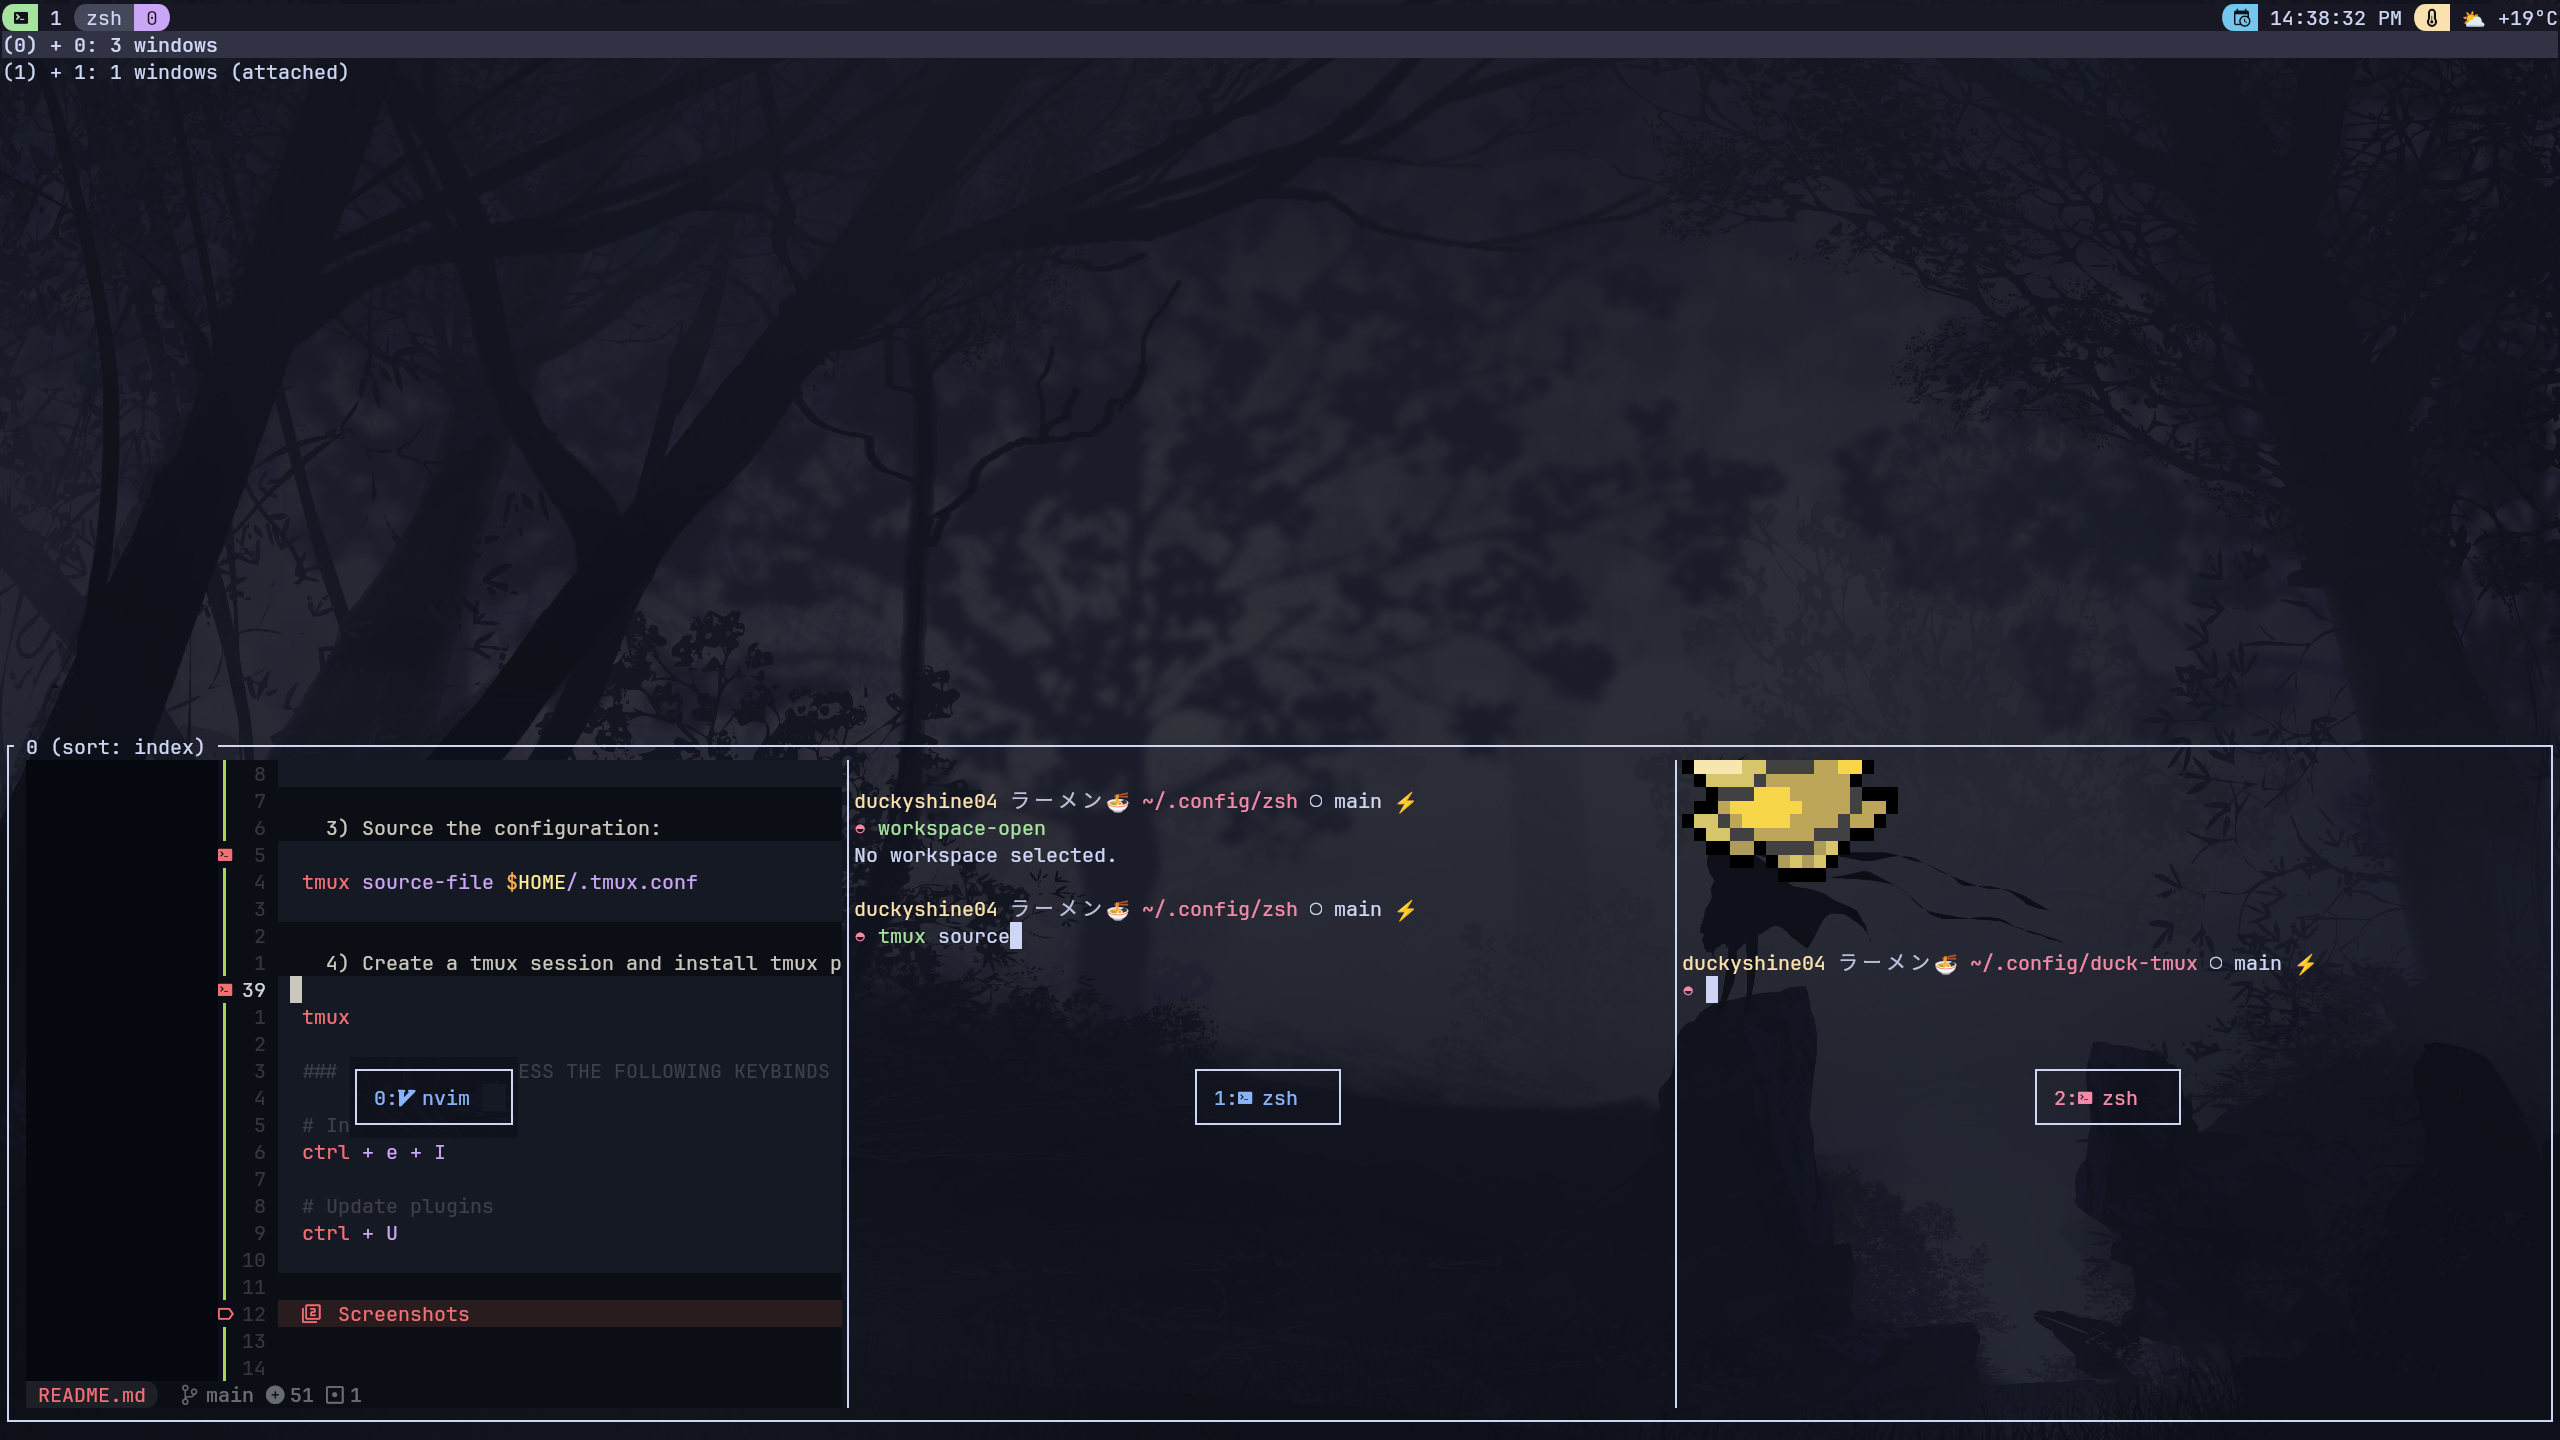 1 zsh 0 14:38:32 PM +19°C
(0) + 0: 3 windows
(1) + 1: 1 windows (attached)
0 (sort: index)
8
7
6 3) Source the configuration:
5
4 tmux source-file $HOME/.tmux.conf
3
2
1 4) Create a tmux session and install tmux p
39
1 tmux
2
3 ### ESS THE FOLLOWING KEYBINDS
4
5 # In
6 ctrl + e + I
7
8 # Update plugins
9 ctrl + U
10
11
12 Screenshots
13
14
README.md main 51 1
0: nvim
duckyshine04 ラーメン🍜 ~/.config/zsh main ⚡
workspace-open
No workspace selected.
duckyshine04 ラーメン🍜 ~/.config/zsh main ⚡
tmux source
1: zsh
duckyshine04 ラーメン🍜 ~/.config/duck-tmux main ⚡
2: zsh